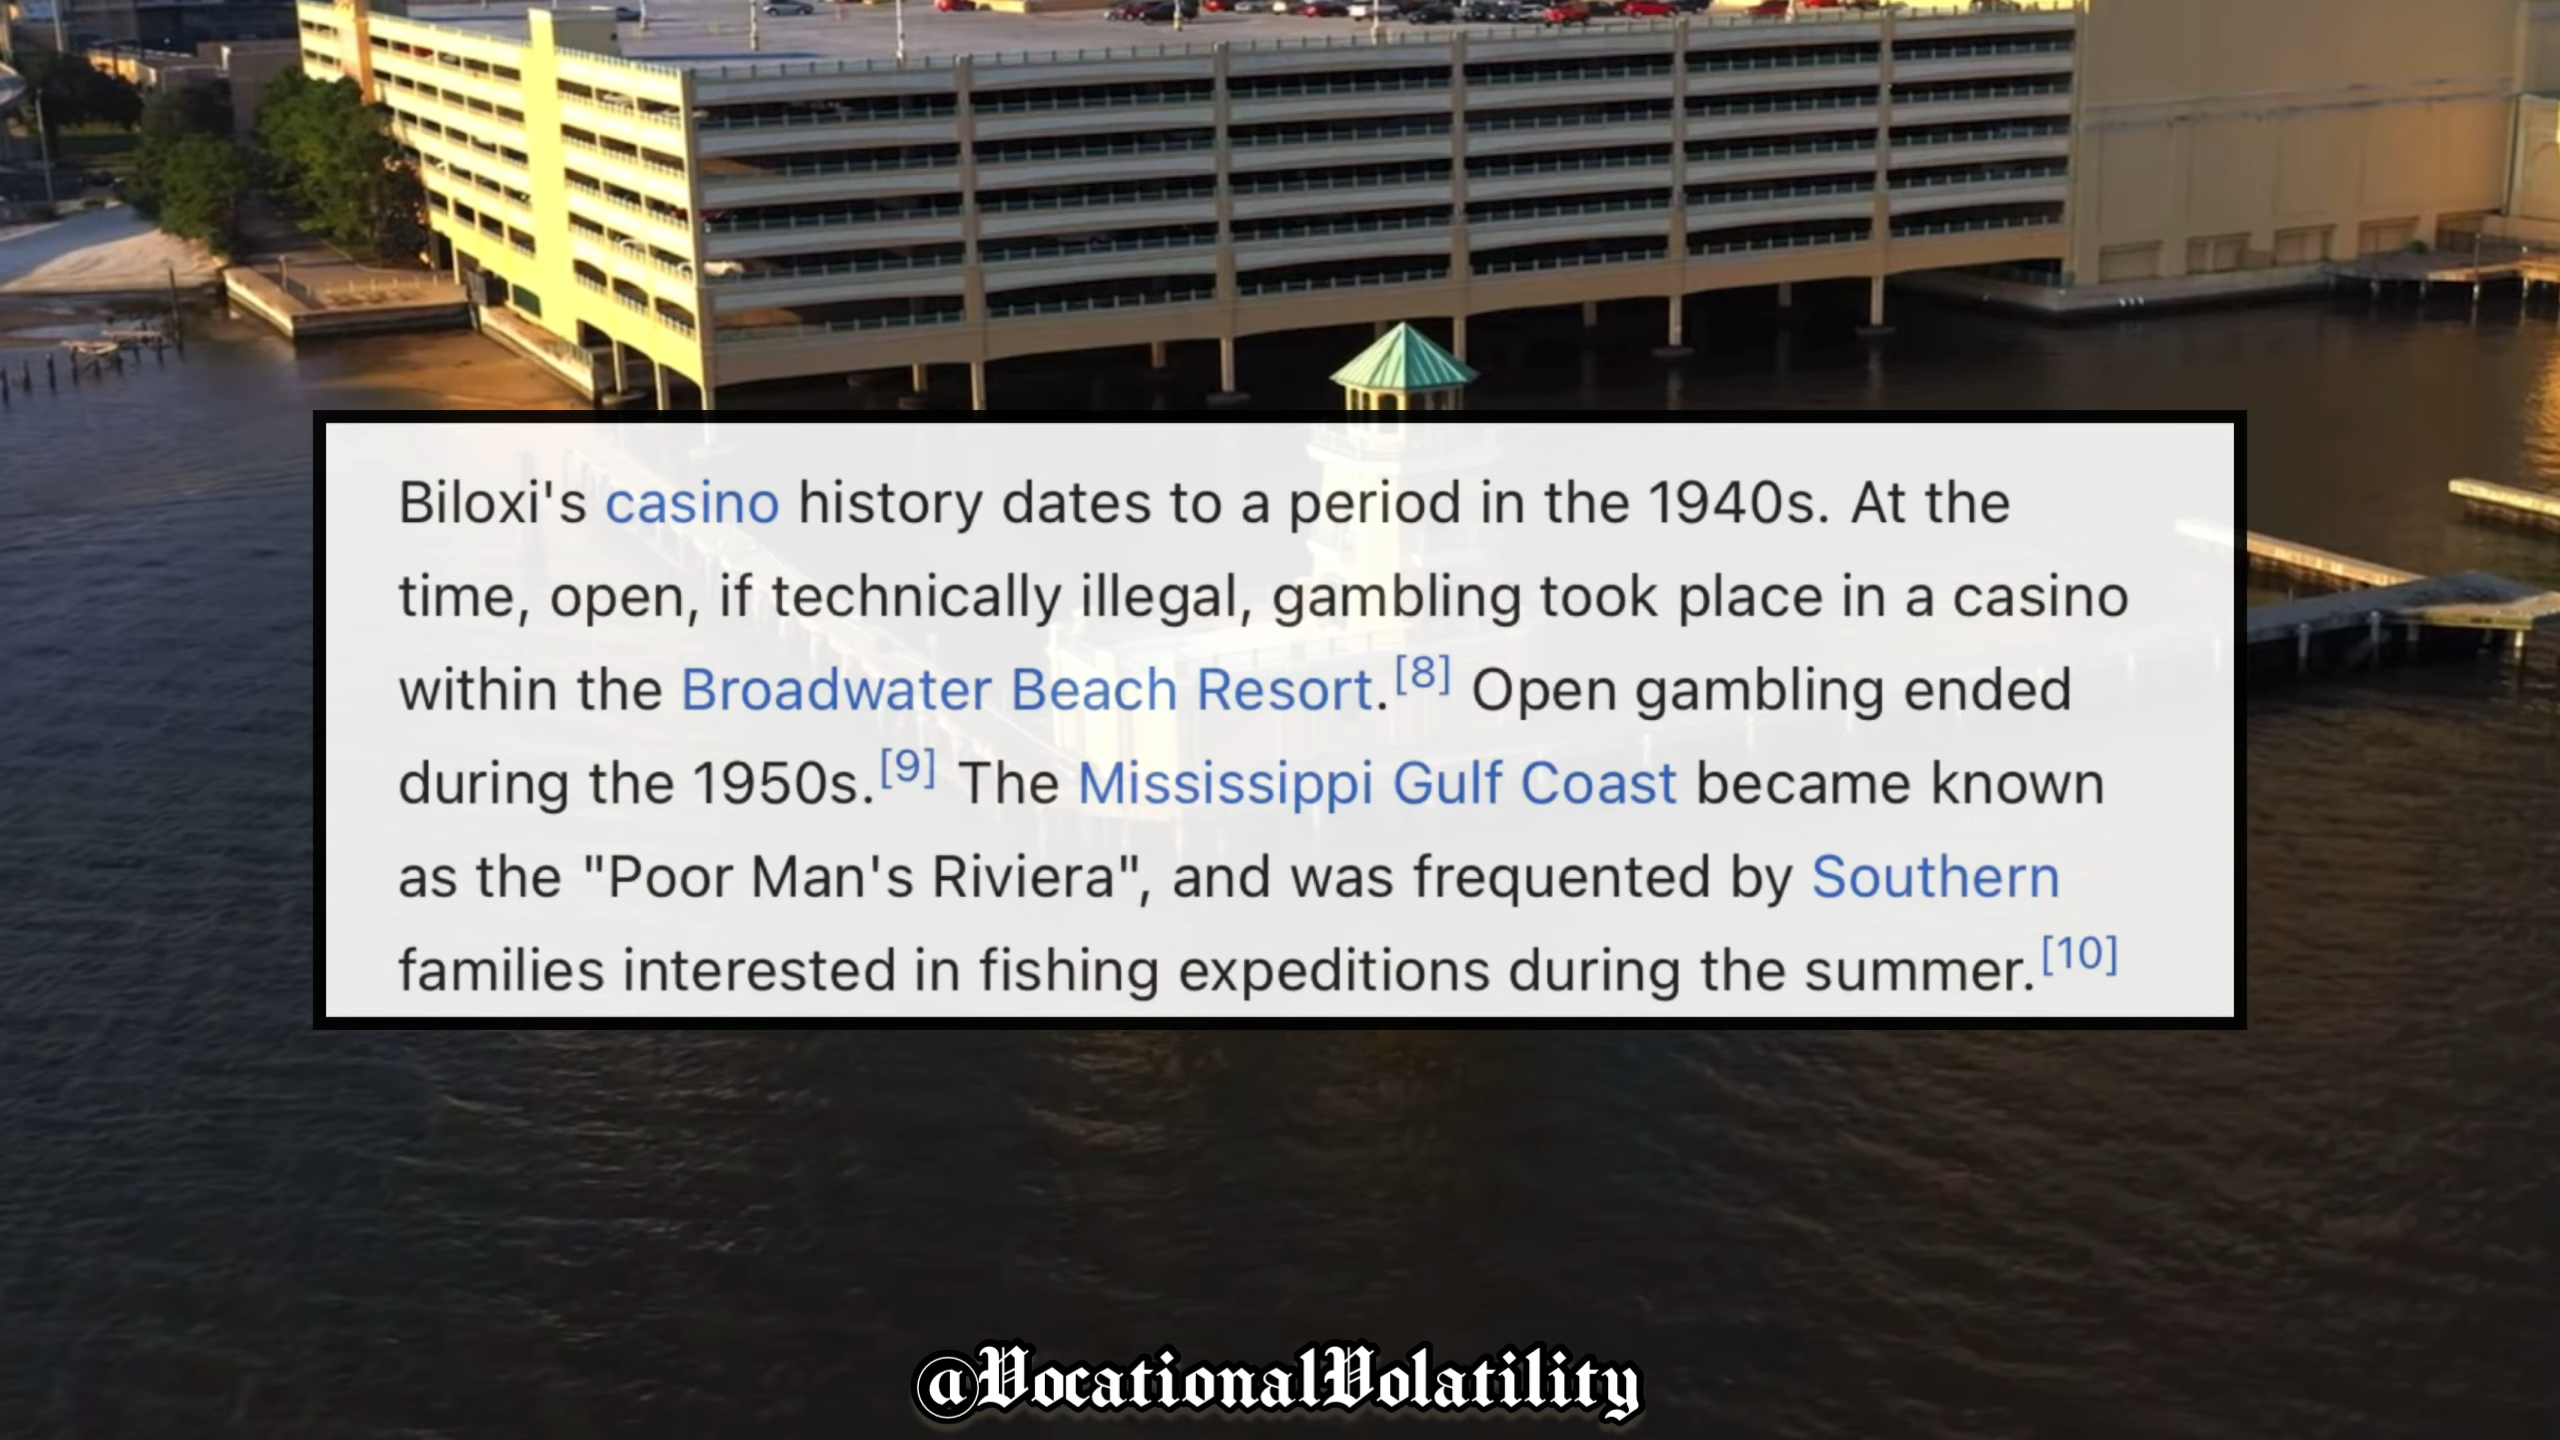 Biloxi's casino history dates to a period in the 1940s. At the
time, open, if technically illegal, gambling took place in a casino
within the Broadwater Beach Resort.[8] Open gambling ended
during the 1950s.[9] The Mississippi Gulf Coast became known
as the "Poor Man's Riviera", and was frequented by Southern
families interested in fishing expeditions during the summer.[10]
@VocationalVolatility